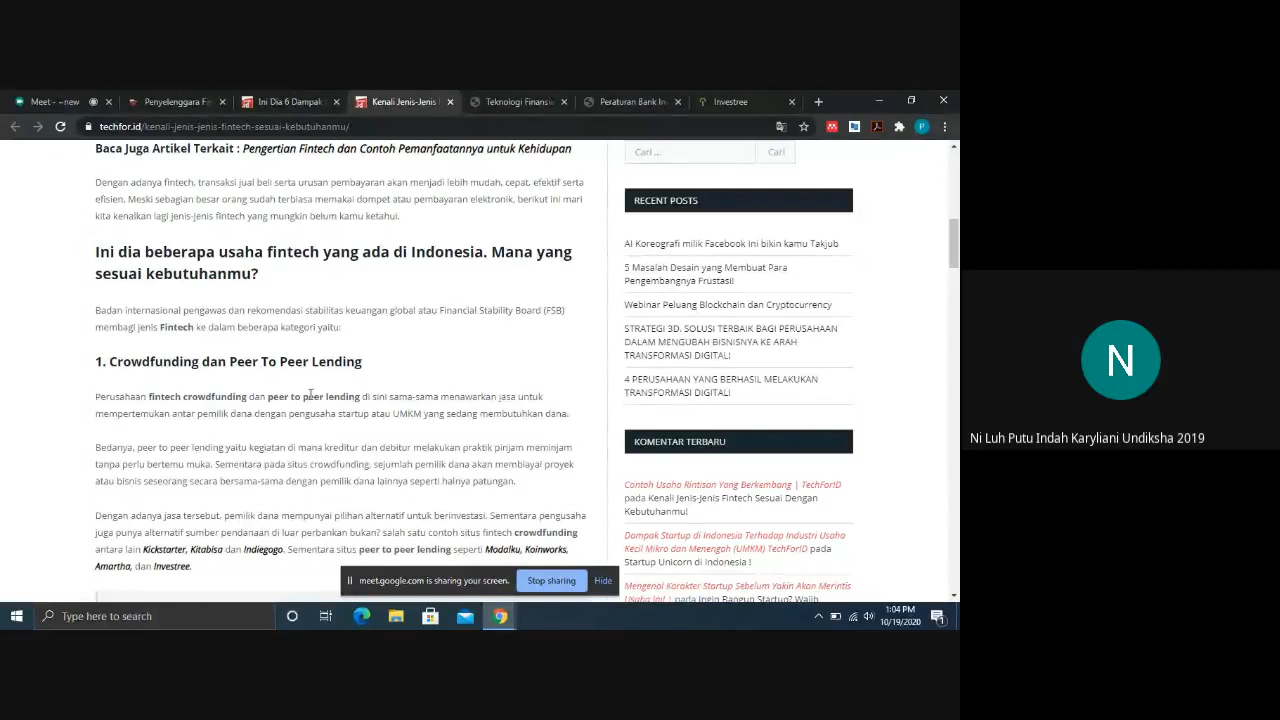 Meet - ~new
Penyelenggara Fi
Ini Dia 6 Dampak
Kenali Jenis-Jenis
Teknologi Finansi
Peraturan Bank In
Investree
techfor.id/kenali-jenis-jenis-fintech-sesuai-kebutuhanmu/
Baca Juga Artikel Terkait : Pengertian Fintech dan Contoh Pemanfaatannya untuk Kehidupan
Dengan adanya fintech, transaksi jual beli serta urusan pembayaran akan menjadi lebih mudah, cepat, efektif serta
efisien. Meski sebagian besar orang sudah terbiasa memakai dompet atau pembayaran elektronik, berikut ini mari
kita kenalkan lagi jenis-jenis fintech yang mungkin belum kamu ketahui.
Ini dia beberapa usaha fintech yang ada di Indonesia. Mana yang
sesuai kebutuhanmu?
Badan internasional pengawas dan rekomendasi stabilitas keuangan global atau Financial Stability Board (FSB)
membagi jenis Fintech ke dalam beberapa kategori yaitu:
1. Crowdfunding dan Peer To Peer Lending
Perusahaan fintech crowdfunding dan peer to peer lending di sini sama-sama menawarkan jasa untuk
mempertemukan antar pemilik dana dengan pengusaha startup atau UMKM yang sedang membutuhkan dana.
Bedanya, peer to peer lending yaitu kegiatan di mana kreditur dan debitur melakukan praktik pinjam meminjam
tanpa perlu bertemu muka. Sementara pada situs crowdfunding, sejumlah pemilik dana akan membiayai proyek
atau bisnis seseorang secara bersama-sama dengan pemilik dana lainnya seperti halnya patungan.
Dengan adanya jasa tersebut, pemilik dana mempunyai pilihan alternatif untuk berinvestasi. Sementara pengusaha
juga punya alternatif sumber pendanaan di luar perbankan bukan? salah satu contoh situs fintech crowdfunding
antara lain Kickstarter, Kitabisa dan Indiegogo. Sementara situs peer to peer lending seperti Modalku, Koinworks,
Amartha, dan Investree.
Cari ...
Cari
RECENT POSTS
AI Koreografi milik Facebook Ini bikin kamu Takjub
5 Masalah Desain yang Membuat Para
Pengembangnya Frustasi!
Webinar Peluang Blockchain dan Cryptocurrency
STRATEGI 3D, SOLUSI TERBAIK BAGI PERUSAHAAN
DALAM MENGUBAH BISNISNYA KE ARAH
TRANSFORMASI DIGITAL!
4 PERUSAHAAN YANG BERHASIL MELAKUKAN
TRANSFORMASI DIGITAL!
KOMENTAR TERBARU
Contoh Usaha Rintisan Yang Berkembang | TechForID
pada Kenali Jenis-Jenis Fintech Sesuai Dengan
Kebutuhanmu!
Dampak Startup di Indonesia Terhadap Industri Usaha
Kecil Mikro dan Menengah (UMKM) TechForID pada
Startup Unicorn di Indonesia !
Mengenal Karakter Startup Sebelum Yakin Akan Merintis
Usaha Ini! ! pada Ingin Bangun Startup? Wajib
meet.google.com is sharing your screen.
Stop sharing
Hide
Type here to search
1:04 PM
10/19/2020
1
P
N
Ni Luh Putu Indah Karyliani Undiksha 2019